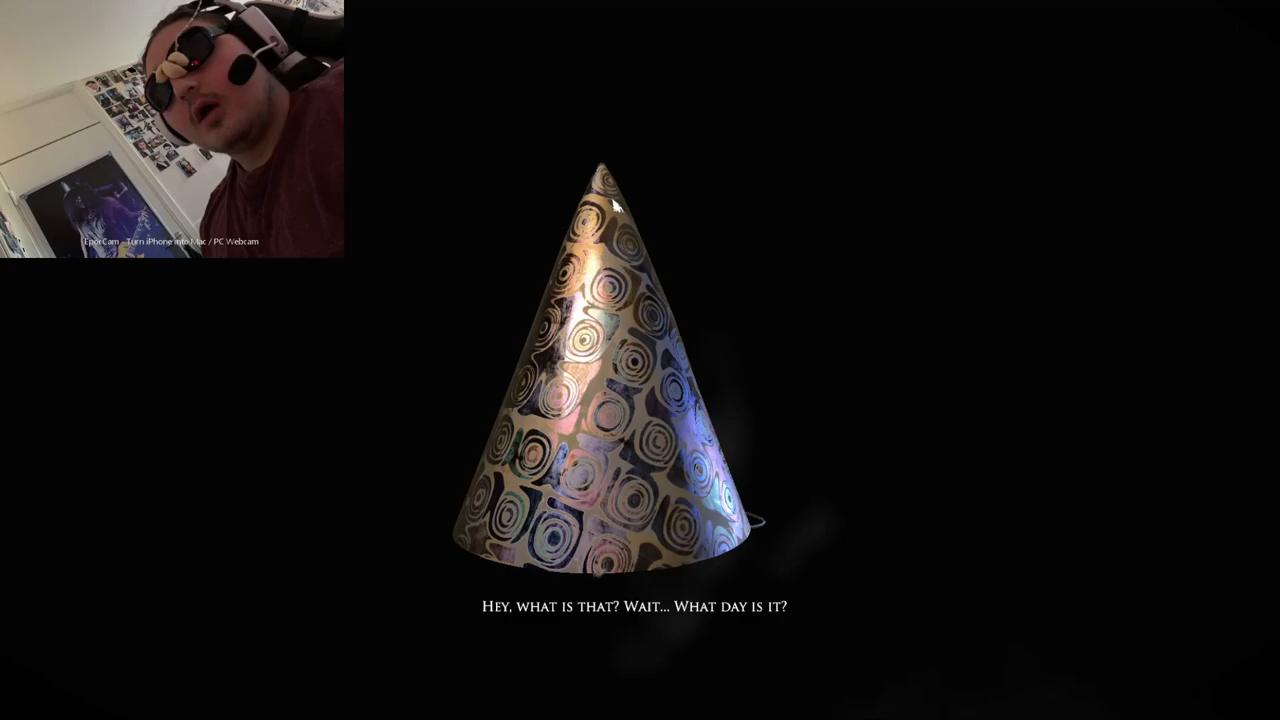 EpocCam - Turn iPhone into Mac / PC Webcam
Hey, what is that? Wait... What day is it?